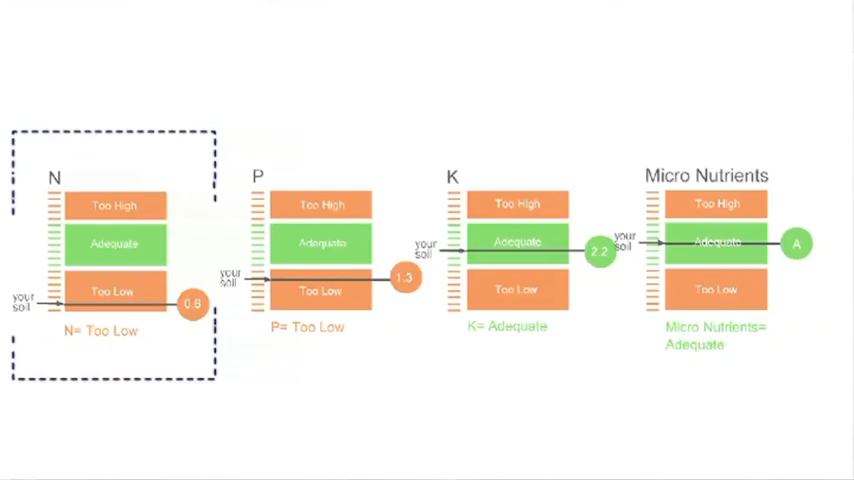 N
Too High
Adequate
Too Low
your
soil
0.6
N= Too Low
P
Too High
Adequate
your
soil
1.3
Too Low
P= Too Low
K
Too High
your
soil
Adequate
2.2
Too Low
K= Adequate
Micro Nutrients
Too High
your
soil
Adequate
A
Too Low
Micro Nutrients=
Adequate